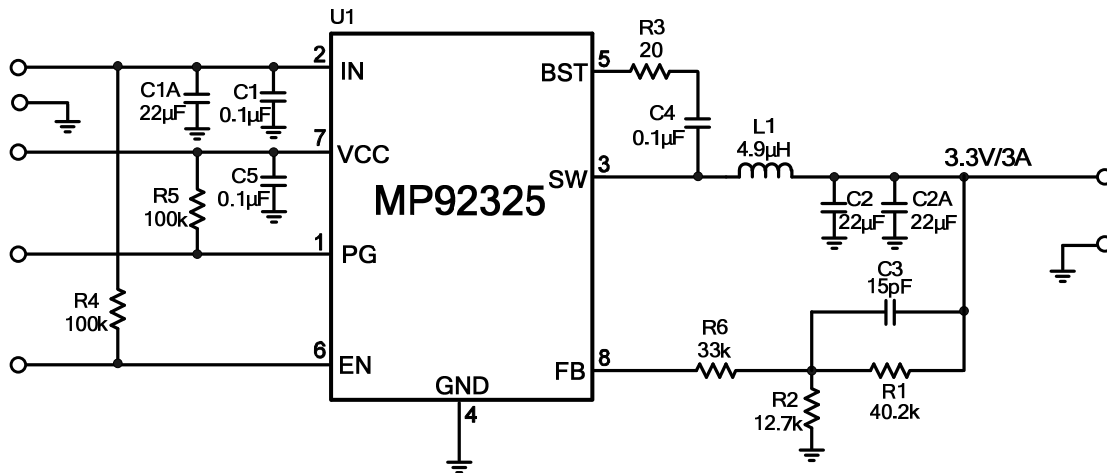 U1
2
IN
C1A
22µF
C1
0.1µF
7
VCC
R5
100k
C5
0.1µF
1
PG
R4
100k
6
EN
MP92325
GND
4
5
BST
R3
20
C4
0.1µF
3
SW
L1
4.9µH
3.3V/3A
C2
22µF
C2A
22µF
C3
15pF
8
FB
R6
33k
R2
12.7k
R1
40.2k